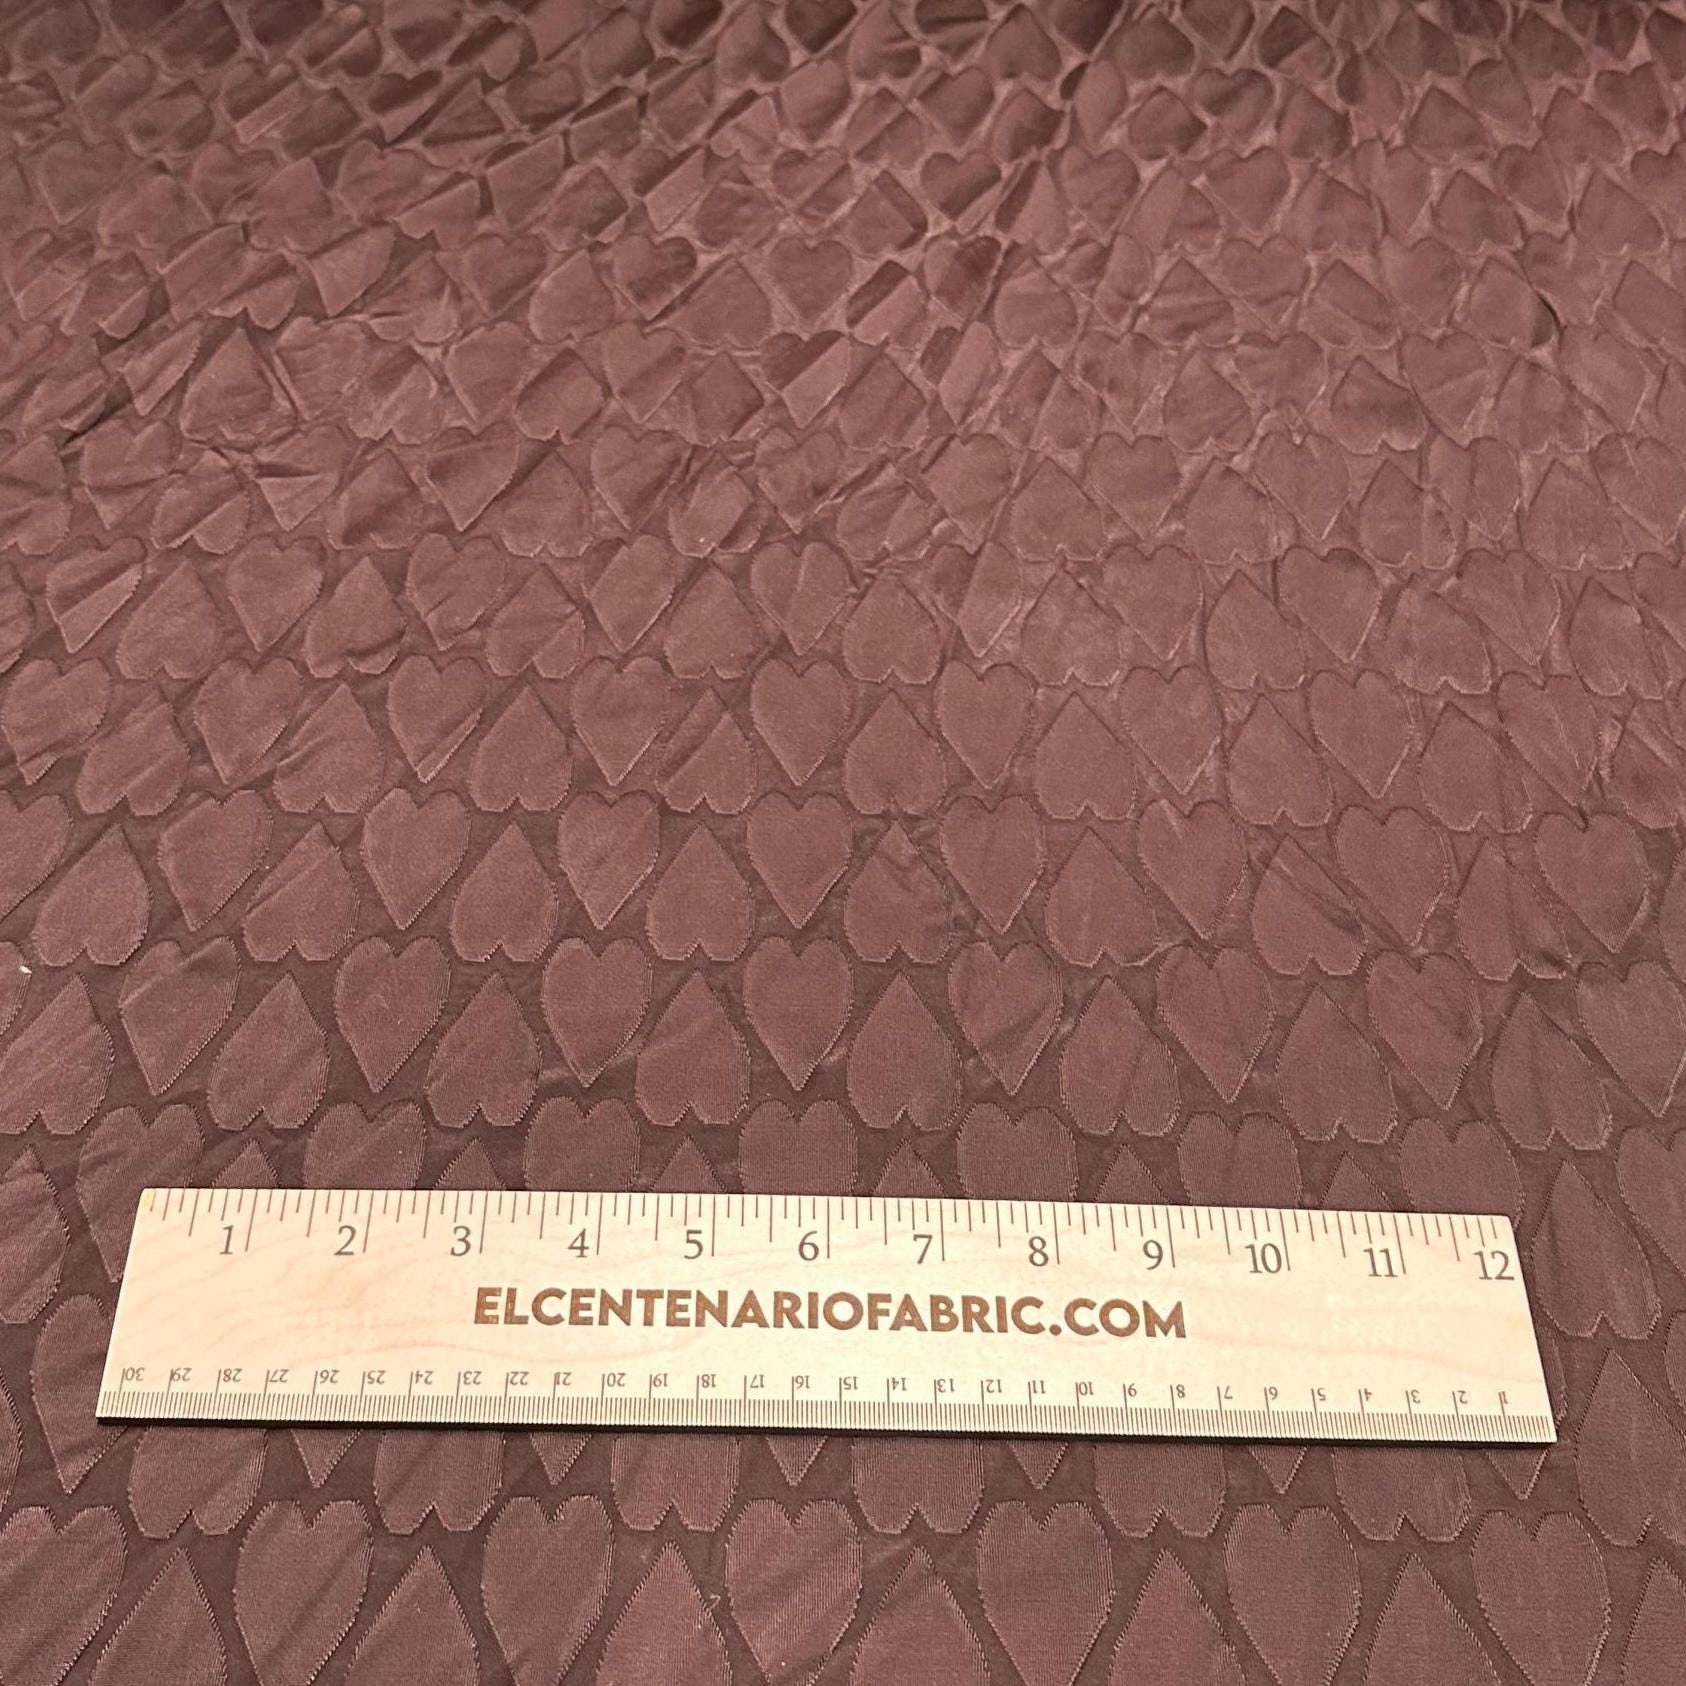 1 2 3 4 5 6 7 8 9 10 11 12
ELCENTENARIOFABRIC.COM
30 29 28 27 26 25 24 23 22 21 20 19 18 17 16 15 14 13 12 11 10 9 8 7 6 5 4 3 2 1